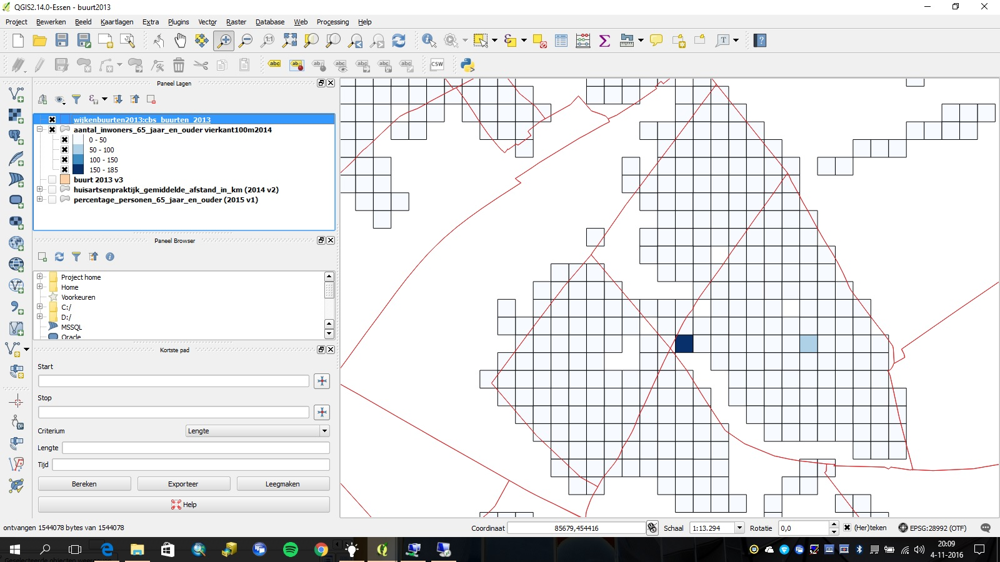 QGIS2.14.0-Essen - buurt2013
Project Bewerken Beeld Kaartlagen Extra Plugins Vector Raster Database Web Processing Help
1:1
T
?
abc ab abc abc abc abc abc CSW
Paneel Lagen
wijkenbuurten2013:cbs_buurten_2013
aantal_inwoners_65_jaar_en_ouder vierkant100m2014
0 - 50
50 - 100
100 - 150
150 - 185
buurt 2013 v3
huisartsenpraktijk_gemiddelde_afstand_in_km (2014 v2)
percentage_personen_65_jaar_en_ouder (2015 v1)
Paneel Browser
Project home
Home
Voorkeuren
C:/
D:/
MSSQL
Oracle
Kortste pad
Start
Stop
Criterium Lengte
Lengte
Tijd
Bereken Exporteer Leegmaken
Help
ontvangen 1544078 bytes van 1544078 Coordinaat 85679,454416 Schaal 1:13.294 Rotatie 0,0 (Her)teken EPSG:28992 (OTF)
20:09
4-11-2016